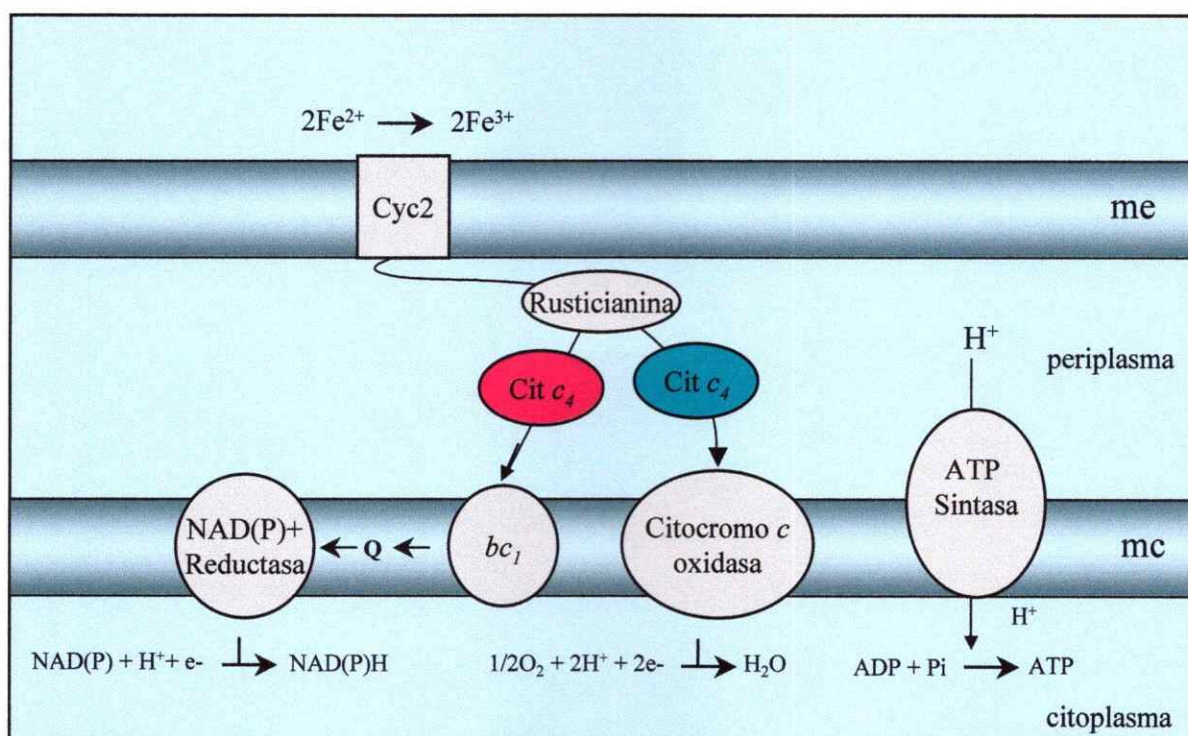 2Fe²⁺ → 2Fe³⁺
Cyc2
me
Rusticianina
H⁺
periplasma
Cit c₄
Cit c₄
ATP
Sintasa
NAD(P)+
Reductasa
Q
bc₁
Citocromo c
oxidasa
mc
H⁺
NAD(P) + H⁺+ e- → NAD(P)H
1/2O₂ + 2H⁺ + 2e- → H₂O
ADP + Pi → ATP
citoplasma